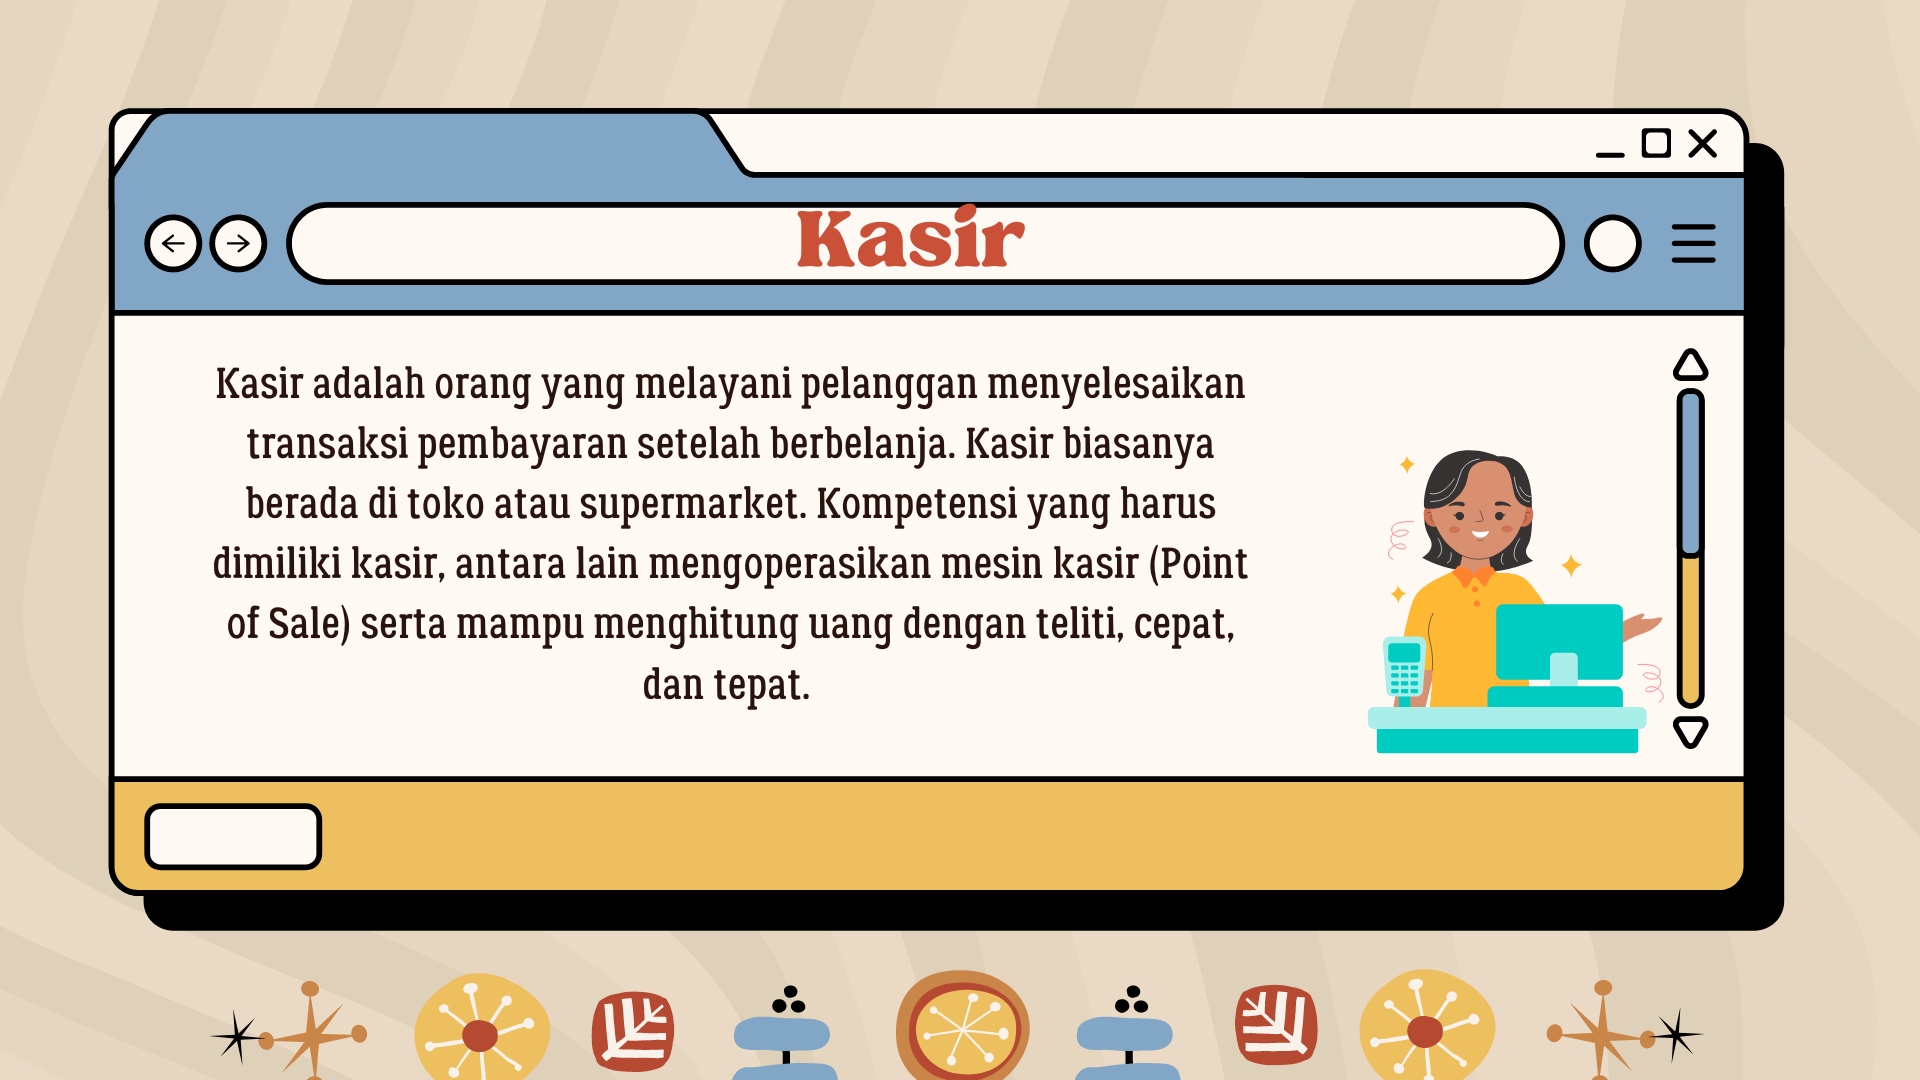 Kasir
Kasir adalah orang yang melayani pelanggan menyelesaikan
transaksi pembayaran setelah berbelanja. Kasir biasanya
berada di toko atau supermarket. Kompetensi yang harus
dimiliki kasir, antara lain mengoperasikan mesin kasir (Point
of Sale) serta mampu menghitung uang dengan teliti, cepat,
dan tepat.